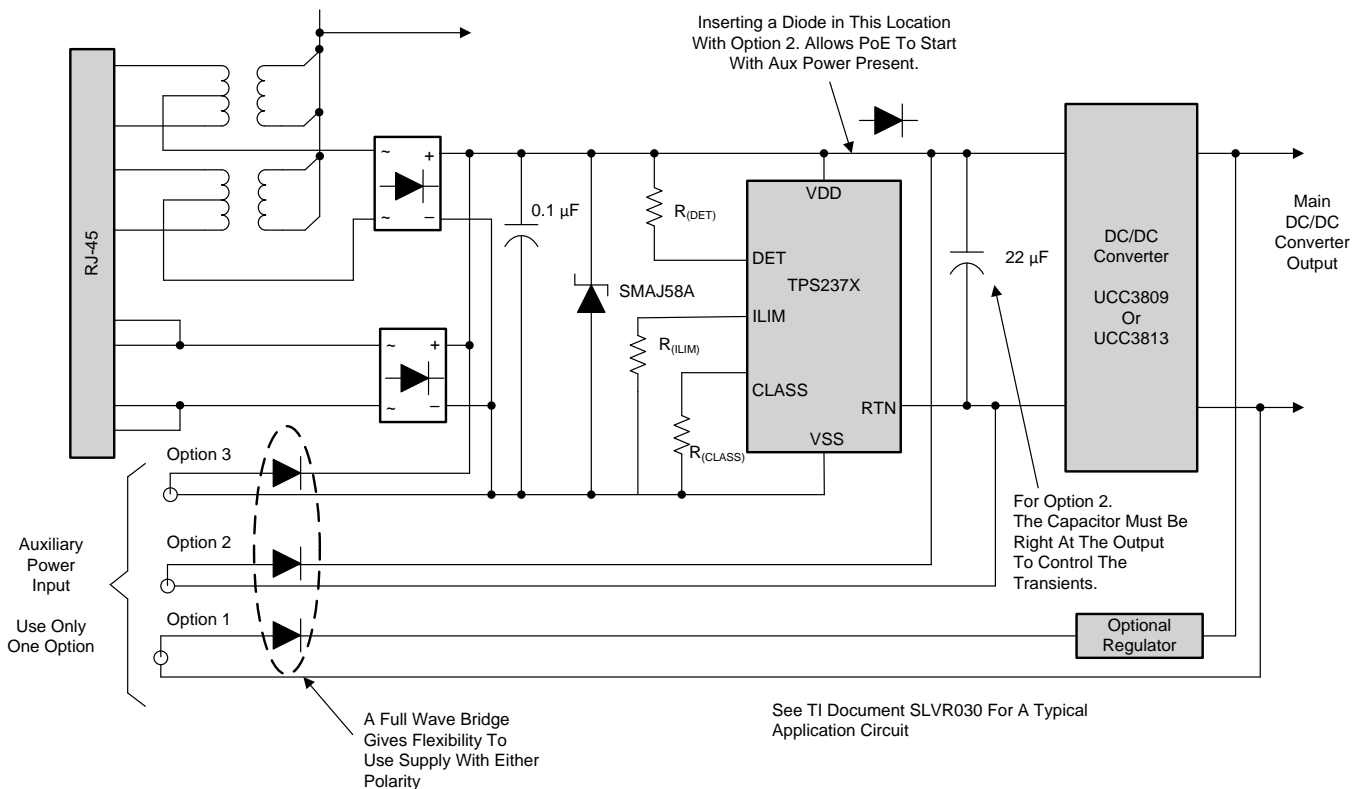 Inserting a Diode in This Location
With Option 2. Allows PoE To Start
With Aux Power Present.
RJ-45
~
+
~
−
~
+
~
−
0.1 µF
SMAJ58A
R(DET)
R(ILIM)
R(CLASS)
VDD
DET
TPS237X
ILIM
CLASS
RTN
VSS
22 µF
DC/DC
Converter
UCC3809
Or
UCC3813
Main
DC/DC
Converter
Output
For Option 2.
The Capacitor Must Be
Right At The Output
To Control The
Transients.
Auxiliary
Power
Input
Use Only
One Option
Option 3
Option 2
Option 1
Optional
Regulator
A Full Wave Bridge
Gives Flexibility To
Use Supply With Either
Polarity
See TI Document SLVR030 For A Typical
Application Circuit